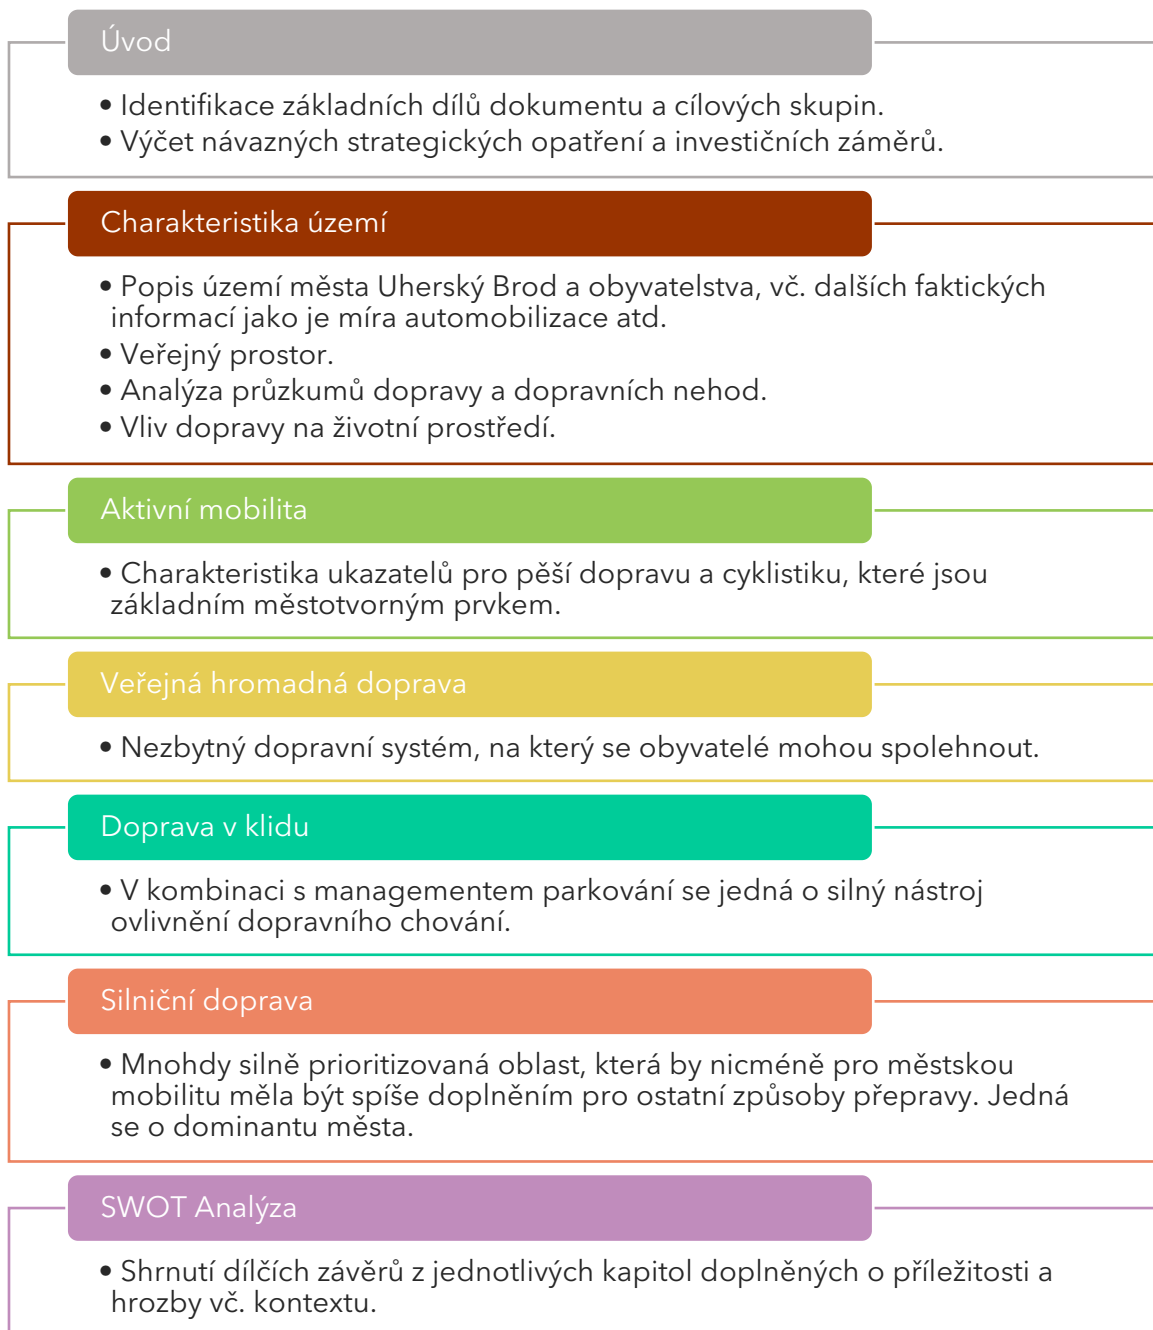 Úvod
• Identifikace základních dílů dokumentu a cílových skupin.
• Výčet návazných strategických opatření a investičních záměrů.
Charakteristika území
• Popis území města Uherský Brod a obyvatelstva, vč. dalších faktických
informací jako je míra automobilizace atd.
• Veřejný prostor.
• Analýza průzkumů dopravy a dopravních nehod.
• Vliv dopravy na životní prostředí.
Aktivní mobilita
• Charakteristika ukazatelů pro pěší dopravu a cyklistiku, které jsou
základním městotvorným prvkem.
Veřejná hromadná doprava
• Nezbytný dopravní systém, na který se obyvatelé mohou spolehnout.
Doprava v klidu
• V kombinaci s managementem parkování se jedná o silný nástroj
ovlivnění dopravního chování.
Silniční doprava
• Mnohdy silně prioritizovaná oblast, která by nicméně pro městskou
mobilitu měla být spíše doplněním pro ostatní způsoby přepravy. Jedná
se o dominantu města.
SWOT Analýza
• Shrnutí dílčích závěrů z jednotlivých kapitol doplněných o příležitosti a
hrozby vč. kontextu.